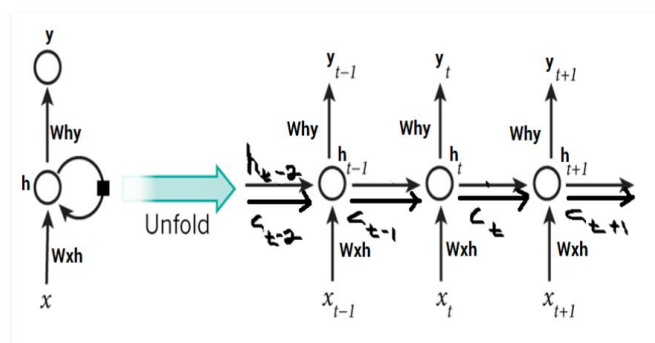 y
Why
h
Wxh
x
Unfold
y t-1 y t y t+1
Why Why Why
h t-2 h t-1 h t h t+1
c t-2 c t-1 c t c t+1
Wxh Wxh Wxh
x t-1 x t x t+1